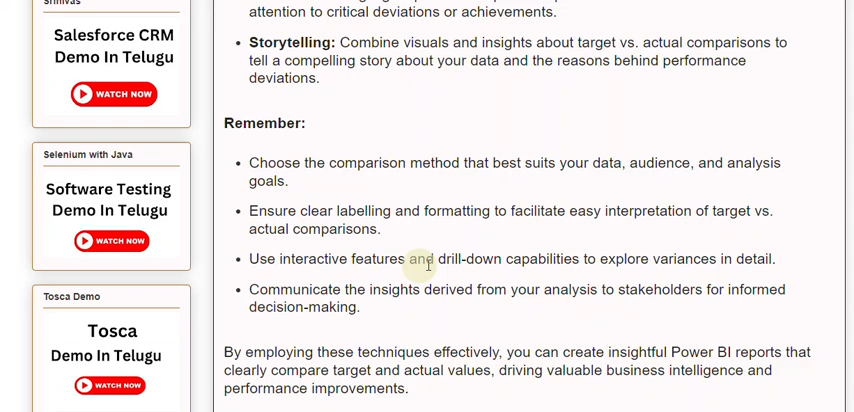 Srinivas
Salesforce CRM
Demo In Telugu
WATCH NOW
Selenium with Java
Software Testing
Demo In Telugu
WATCH NOW
Tosca Demo
Tosca
Demo In Telugu
WATCH NOW
attention to critical deviations or achievements.
• Storytelling: Combine visuals and insights about target vs. actual comparisons to
tell a compelling story about your data and the reasons behind performance
deviations.
Remember:
• Choose the comparison method that best suits your data, audience, and analysis
goals.
• Ensure clear labelling and formatting to facilitate easy interpretation of target vs.
actual comparisons.
• Use interactive features and drill-down capabilities to explore variances in detail.
• Communicate the insights derived from your analysis to stakeholders for informed
decision-making.
By employing these techniques effectively, you can create insightful Power BI reports that
clearly compare target and actual values, driving valuable business intelligence and
performance improvements.